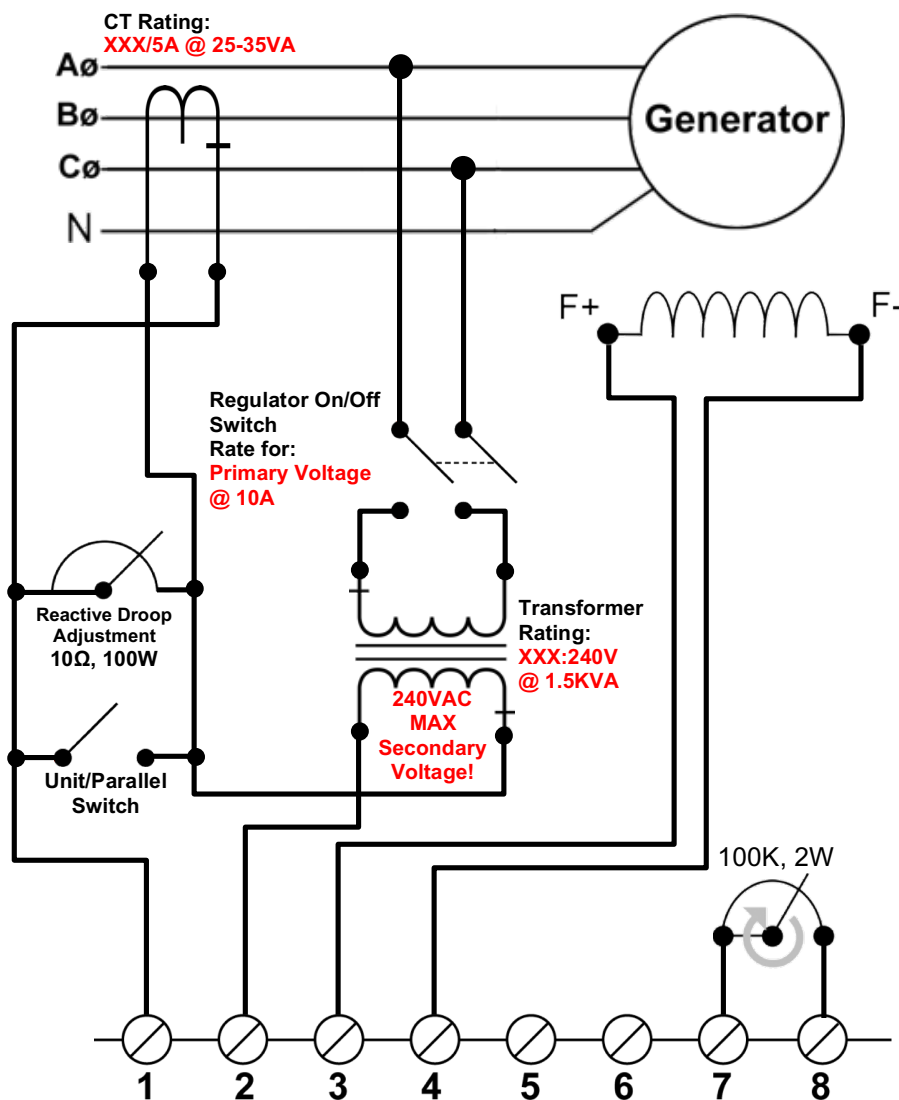 CT Rating:
XXX/5A @ 25-35VA
Aø
Bø
Cø
N
Generator
F+
F-
Regulator On/Off
Switch
Rate for:
Primary Voltage
@ 10A
Reactive Droop
Adjustment
10Ω, 100W
Transformer
Rating:
XXX:240V
@ 1.5KVA
240VAC
MAX
Secondary
Voltage!
Unit/Parallel
Switch
100K, 2W
1 2 3 4 5 6 7 8